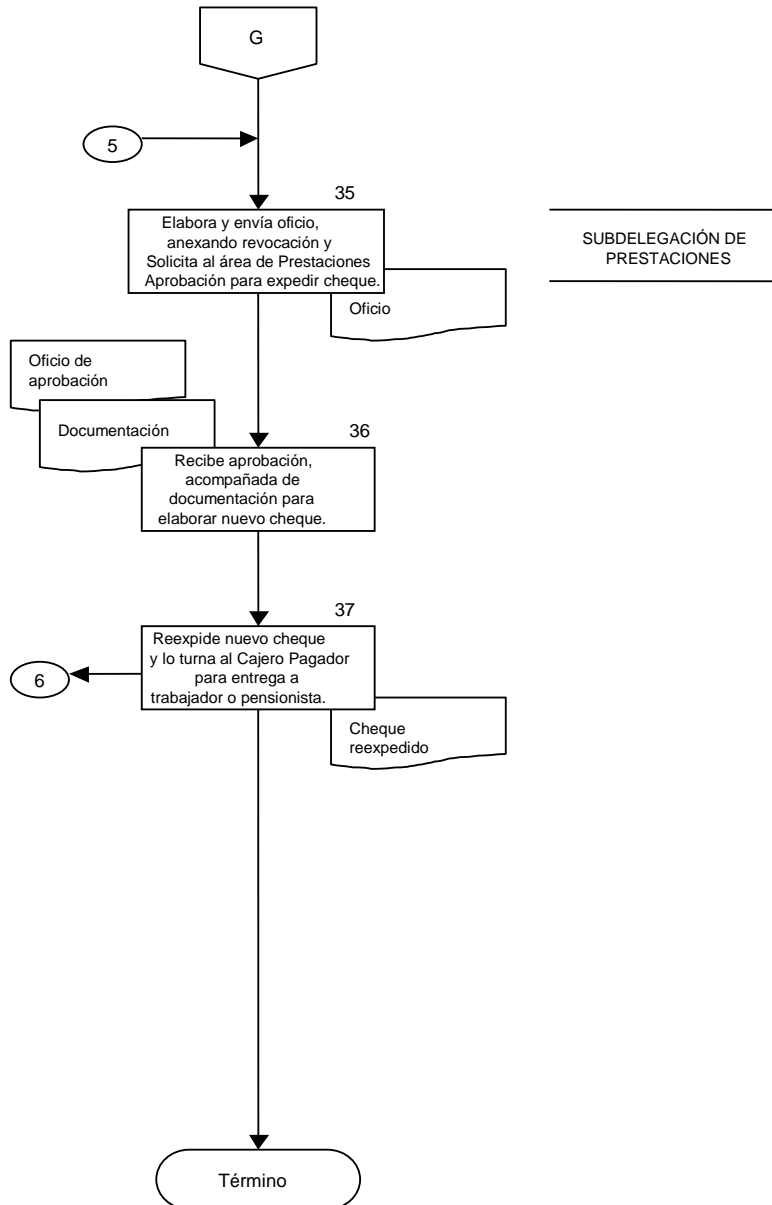 G
5
35
Elabora y envía oficio,
anexando revocación y
Solicita al área de Prestaciones
Aprobación para expedir cheque.
SUBDELEGACIÓN DE
PRESTACIONES
Oficio
Oficio de
aprobación
Documentación
36
Recibe aprobación,
acompañada de
documentación para
elaborar nuevo cheque.
37
Reexpide nuevo cheque
y lo turna al Cajero Pagador
para entrega a
trabajador o pensionista.
6
Cheque
reexpedido
Término